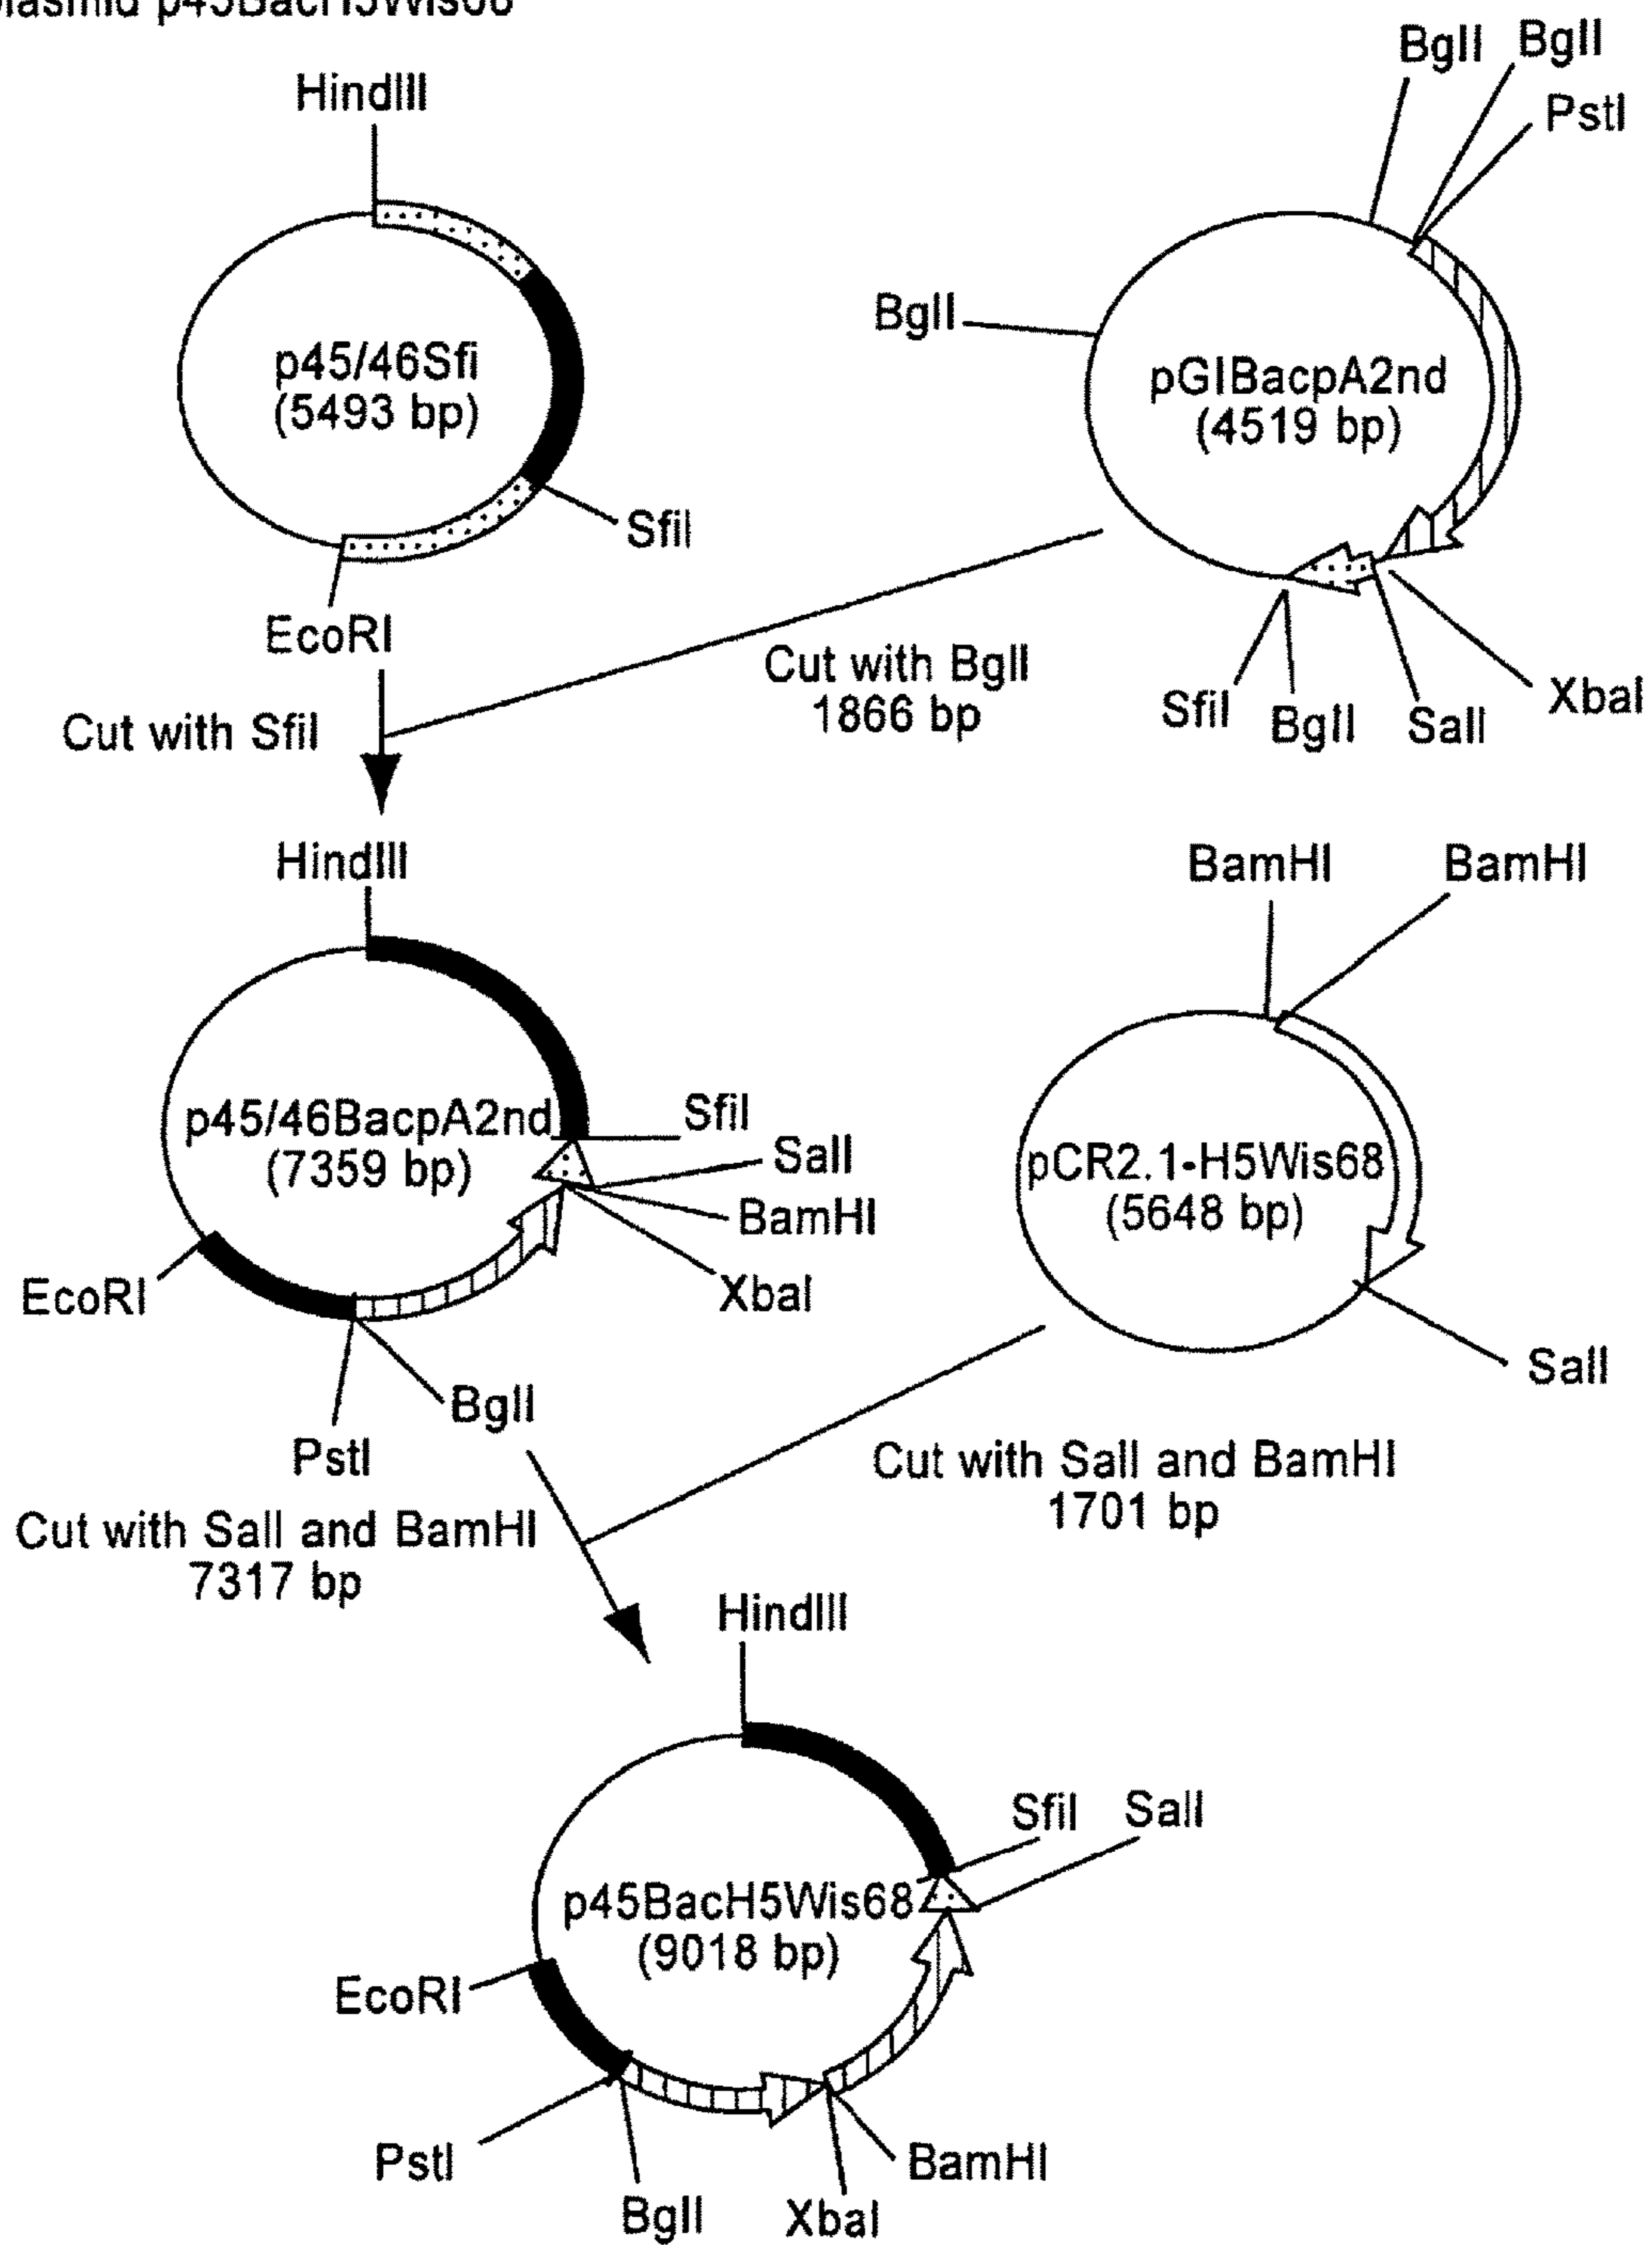 plasmid p45BacH5Wis68
HindIII
p45/46Sfi
(5493 bp)
SfiI
EcoRI
BglI
BglI
PstI
BglI
pGIBacpA2nd
(4519 bp)
SfiI
BglI
SalI
XbaI
Cut with BglI
1866 bp
Cut with SfiI
HindIII
p45/46BacpA2nd
(7359 bp)
SfiI
SalI
BamHI
XbaI
EcoRI
PstI
BglI
BamHI
BamHI
pCR2.1-H5Wis68
(5648 bp)
SalI
Cut with SalI and BamHI
1701 bp
Cut with SalI and BamHI
7317 bp
HindIII
SfiI
SalI
p45BacH5Wis68
(9018 bp)
EcoRI
PstI
BglI
XbaI
BamHI